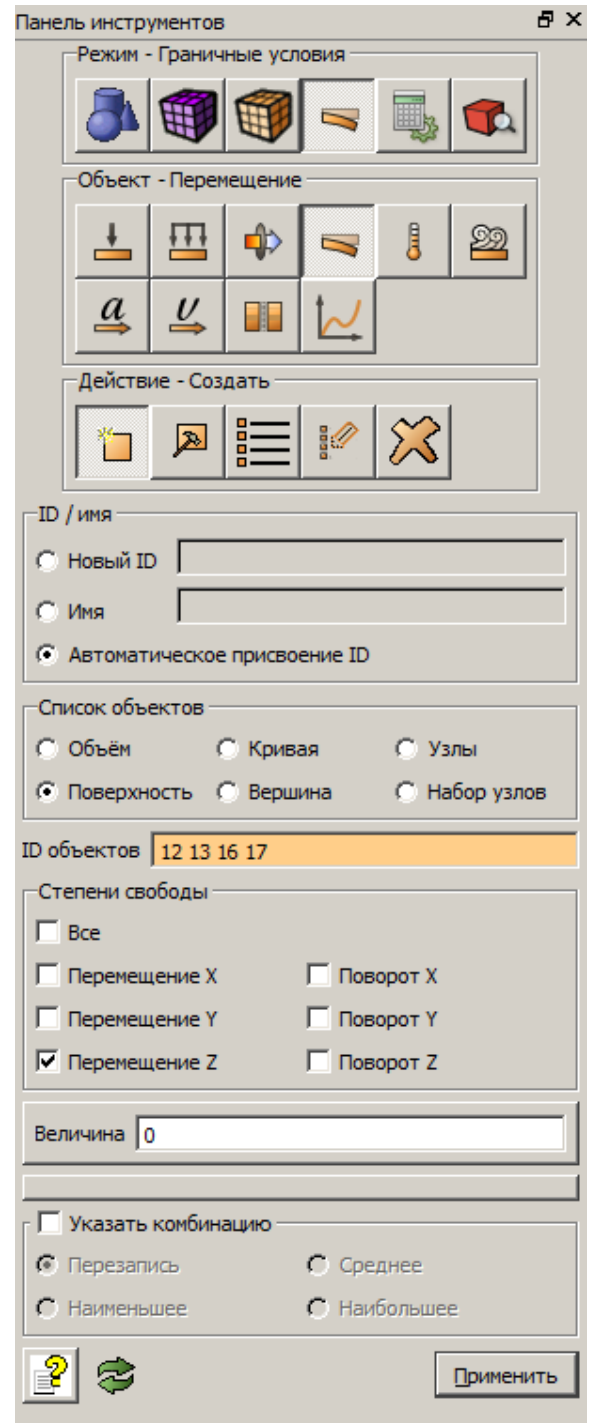 Панель инструментов
Режим - Граничные условия
Объект - Перемещение
a
υ
Действие - Создать
ID / имя
Новый ID
Имя
Автоматическое присвоение ID
Список объектов
Объём Кривая Узлы
Поверхность Вершина Набор узлов
ID объектов 12 13 16 17
Степени свободы
Все
Перемещение X Поворот X
Перемещение Y Поворот Y
Перемещение Z Поворот Z
Величина 0
Указать комбинацию
Перезапись Среднее
Наименьшее Наибольшее
? Применить